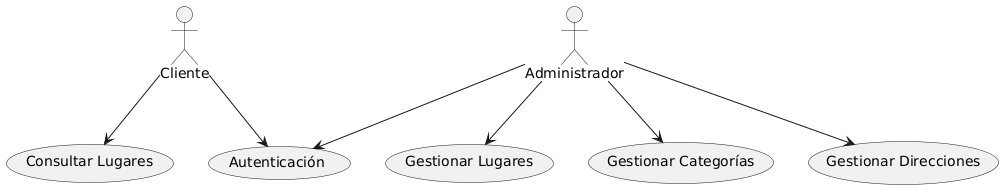 Cliente
Administrador
Consultar Lugares
Autenticación
Gestionar Lugares
Gestionar Categorías
Gestionar Direcciones